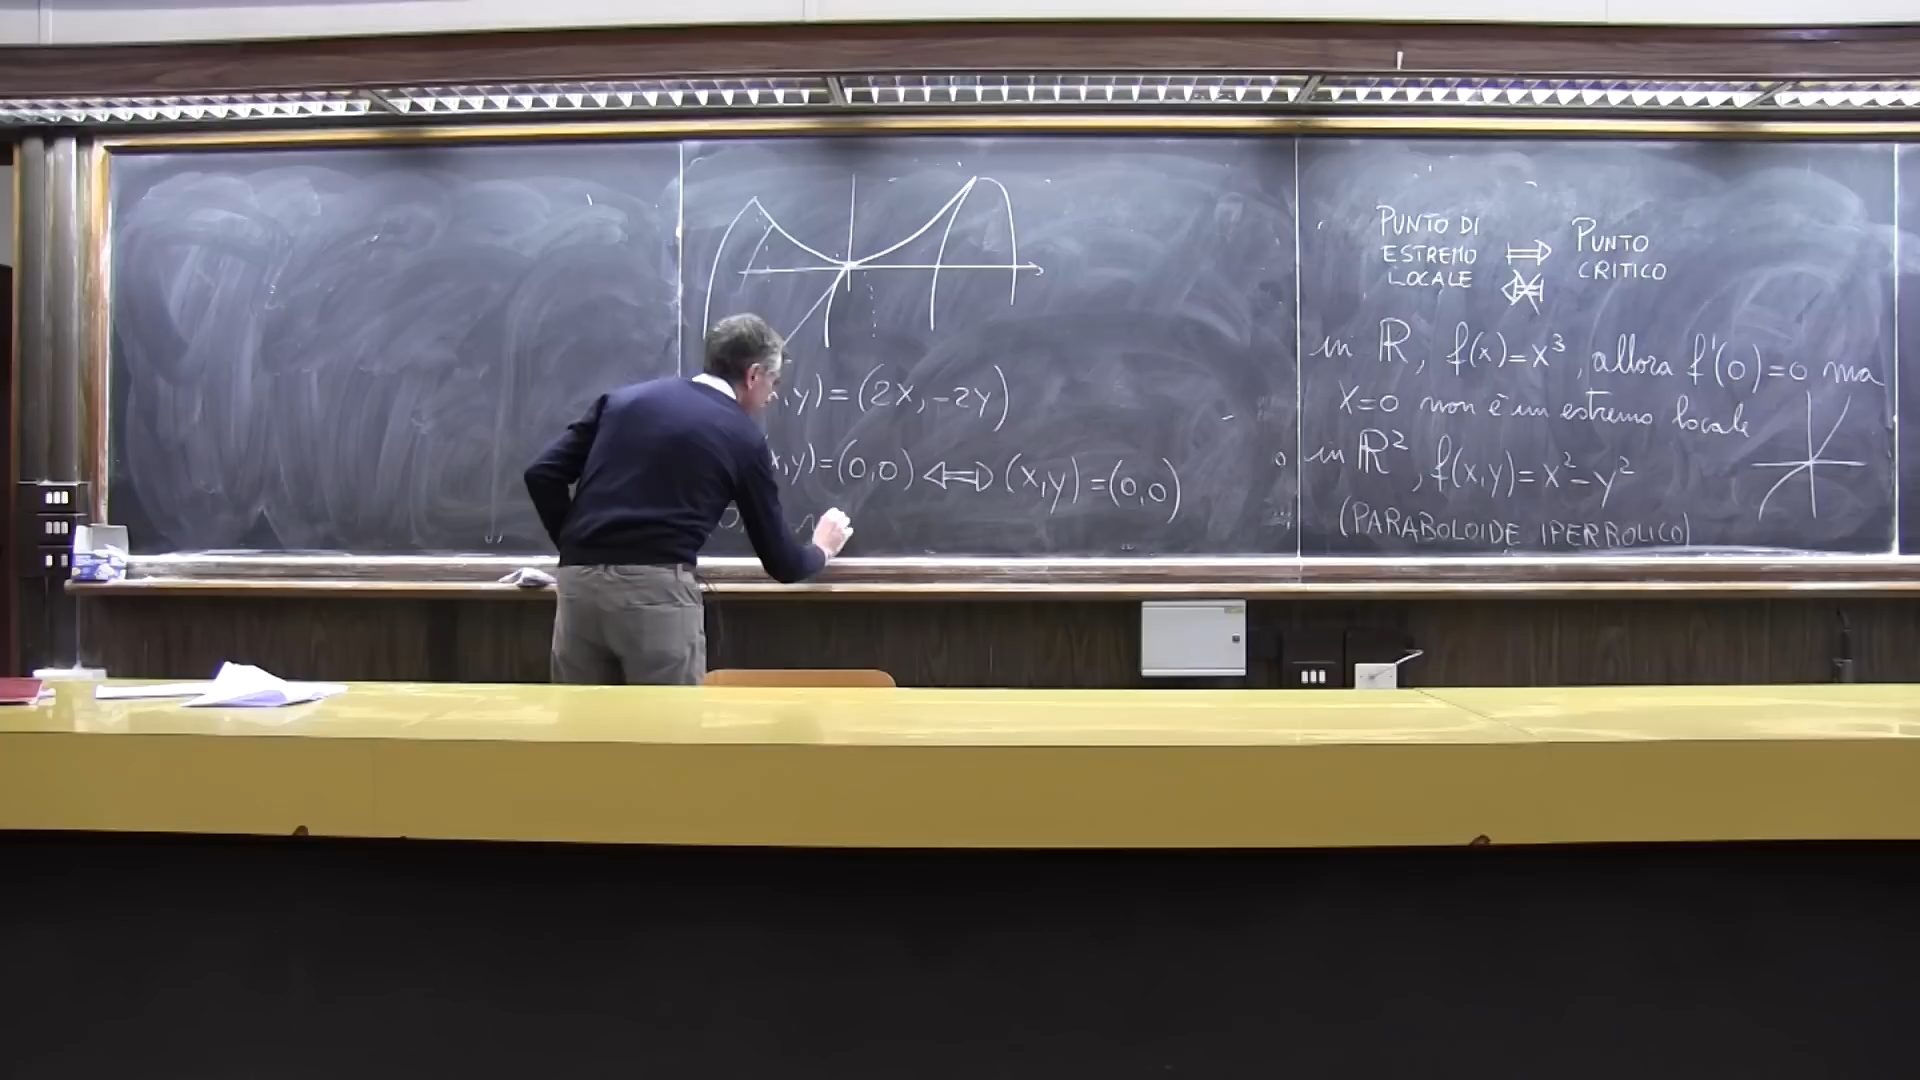 ,y)=(2x,-2y)
x,y)=(0,0) ⟺ (x,y)=(0,0)
PUNTO DI
ESTREMO
LOCALE
⟹
⟸
PUNTO
CRITICO
in ℝ, f(x)=x³, allora f'(0)=0 ma
x=0 non è un estremo locale
in ℝ², f(x,y)=x²-y²
(PARABOLOIDE IPERBOLICO)